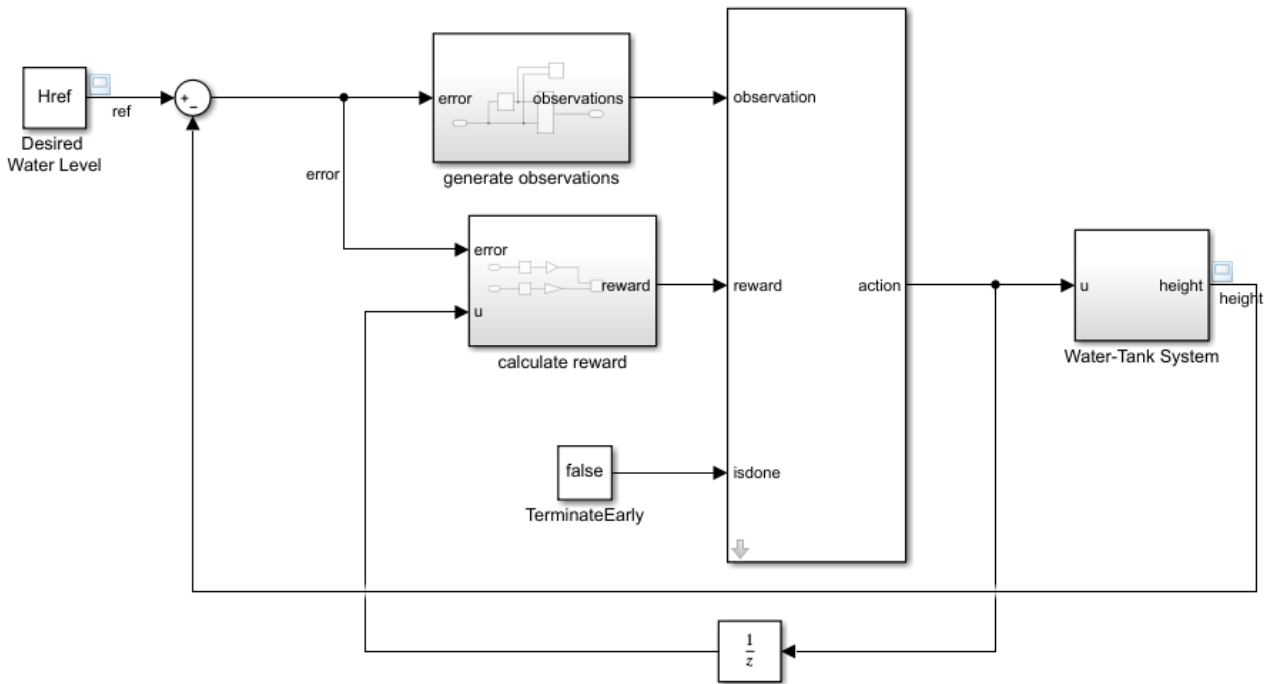 Href
ref
Desired
Water Level
+
-
error
error
observations
generate observations
error
u
reward
calculate reward
false
TerminateEarly
observation
reward
isdone
action
u
height
height
Water-Tank System
1
z